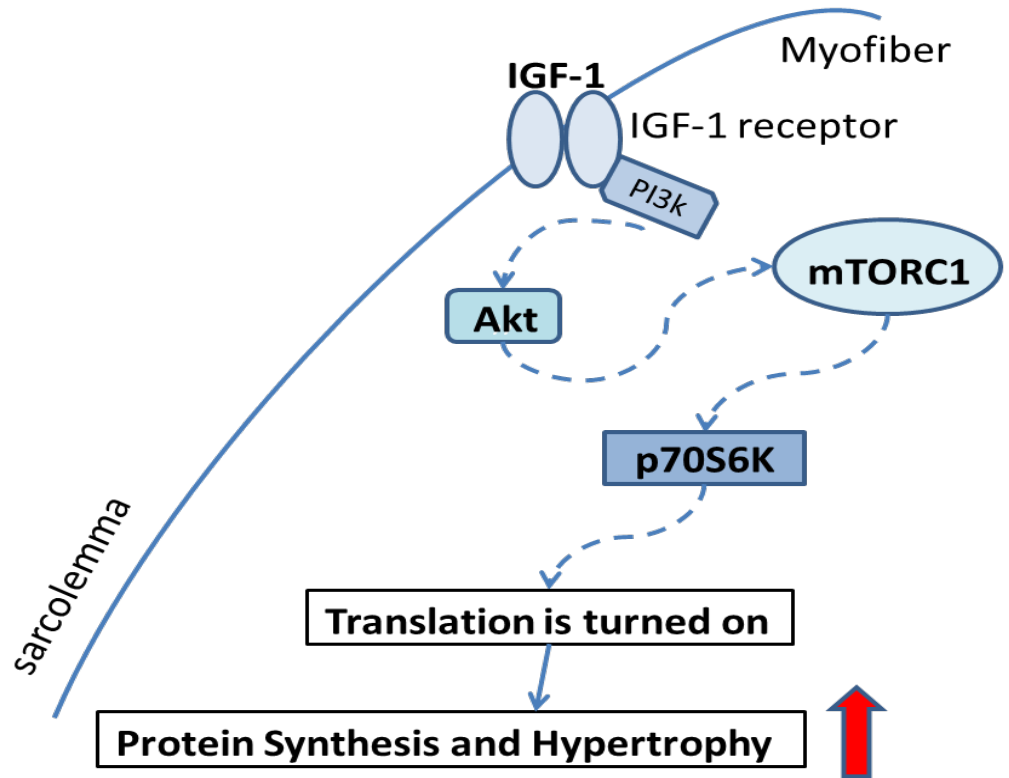 Myofiber
IGF-1
IGF-1 receptor
PI3k
mTORC1
Akt
p70S6K
sarcolemma
Translation is turned on
Protein Synthesis and Hypertrophy